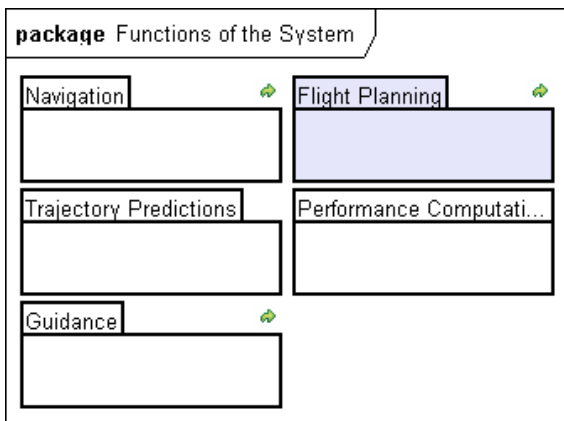 package Functions of the System
Navigation
Flight Planning
Trajectory Predictions
Performance Computati...
Guidance